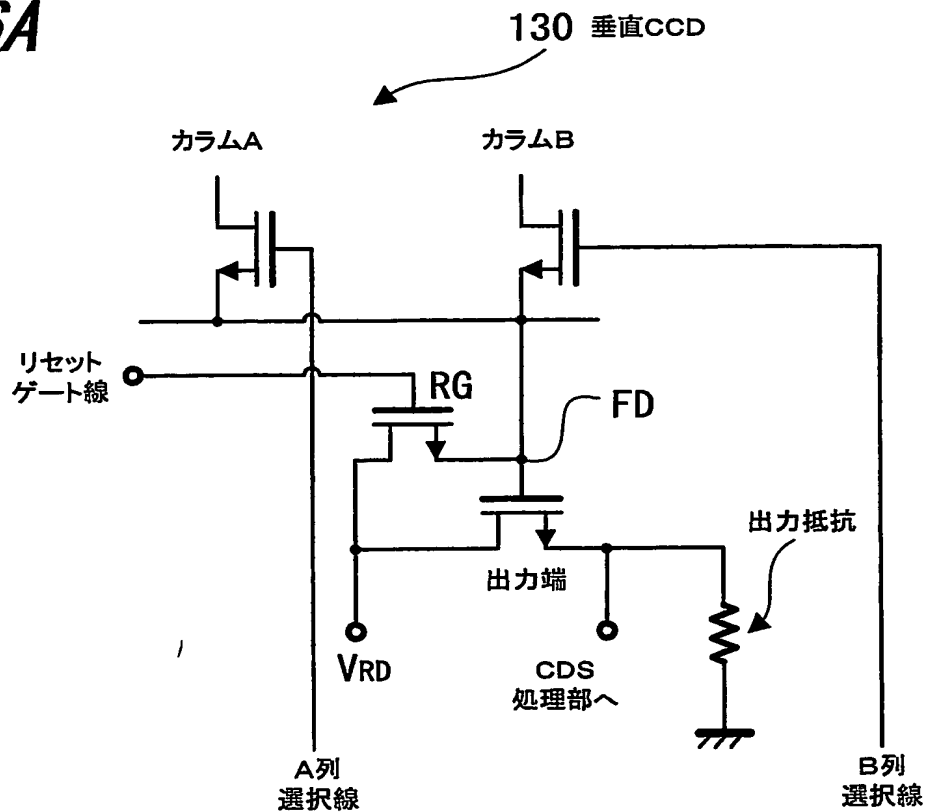 130 垂直CCD
カラムA
カラムB
リセット
ゲート線
RG
FD
出力抵抗
出力端
VRD
CDS
処理部へ
A列
選択線
B列
選択線